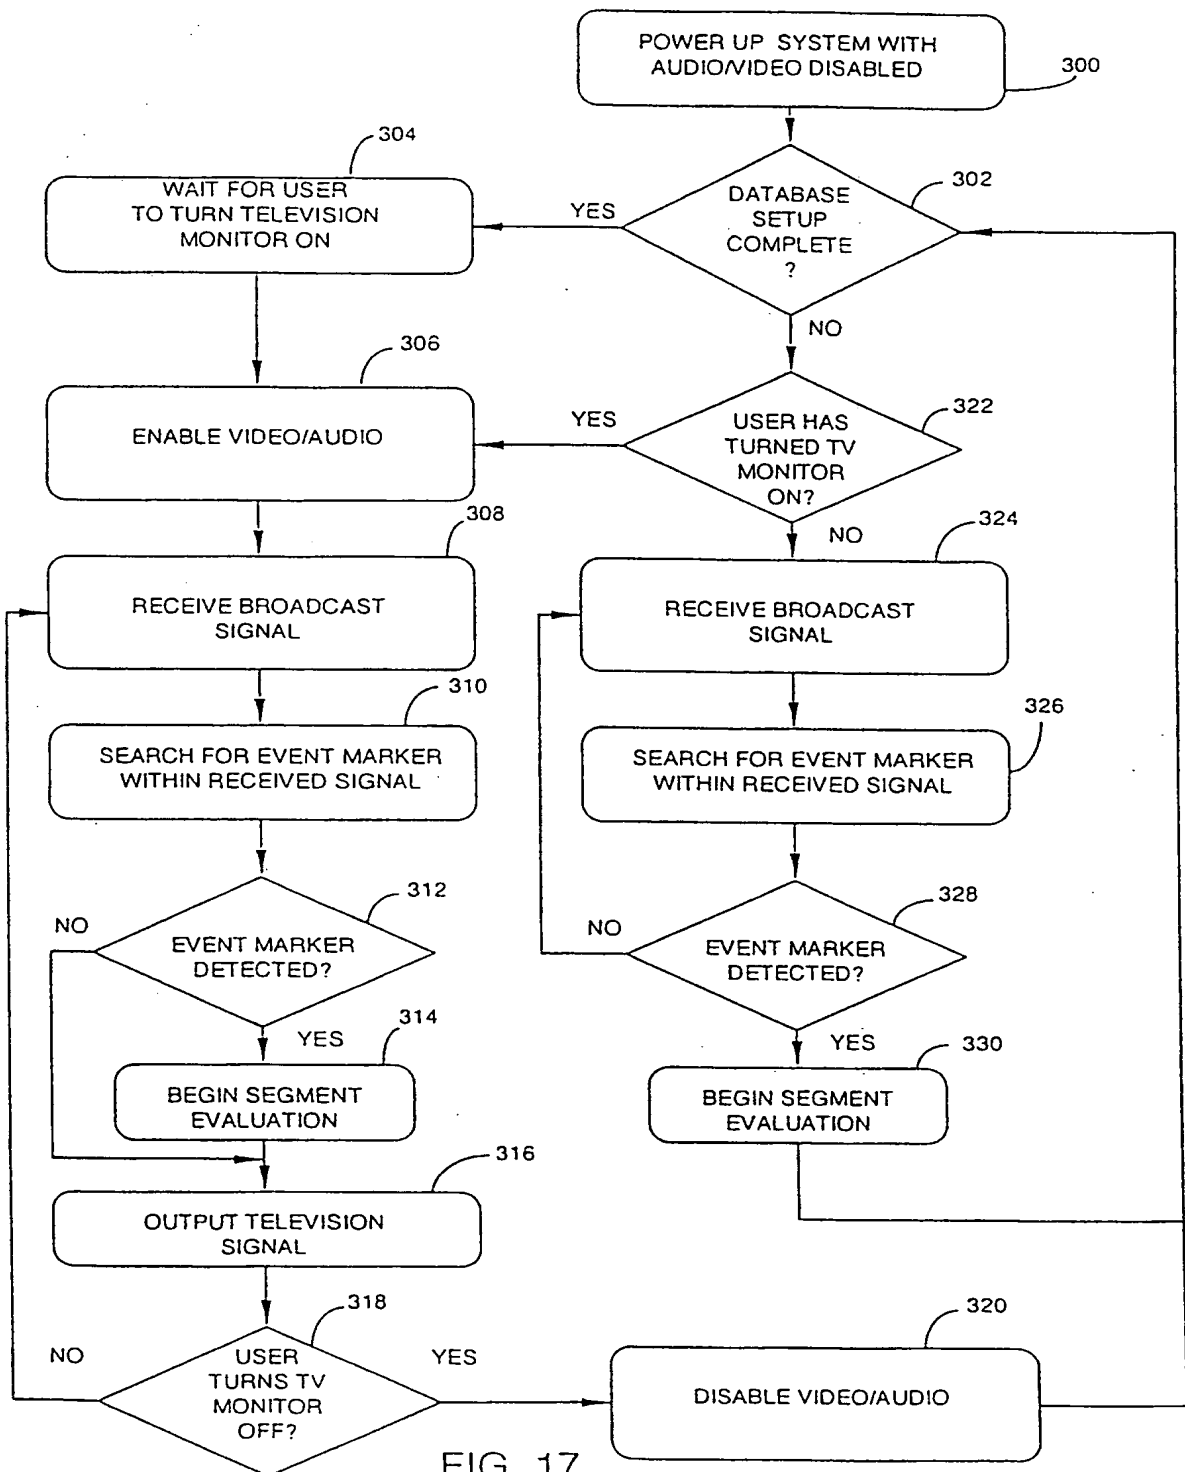 POWER UP SYSTEM WITH
AUDIO/VIDEO DISABLED
300
304
WAIT FOR USER
TO TURN TELEVISION
MONITOR ON
YES
DATABASE
SETUP
COMPLETE
?
302
NO
306
ENABLE VIDEO/AUDIO
YES
USER HAS
TURNED TV
MONITOR
ON?
322
NO
308
RECEIVE BROADCAST
SIGNAL
324
RECEIVE BROADCAST
SIGNAL
310
SEARCH FOR EVENT MARKER
WITHIN RECEIVED SIGNAL
326
SEARCH FOR EVENT MARKER
WITHIN RECEIVED SIGNAL
312
NO
EVENT MARKER
DETECTED?
YES
328
NO
EVENT MARKER
DETECTED?
YES
314
BEGIN SEGMENT
EVALUATION
330
BEGIN SEGMENT
EVALUATION
316
OUTPUT TELEVISION
SIGNAL
318
NO
USER
TURNS TV
MONITOR
OFF?
YES
320
DISABLE VIDEO/AUDIO
FIG. 17